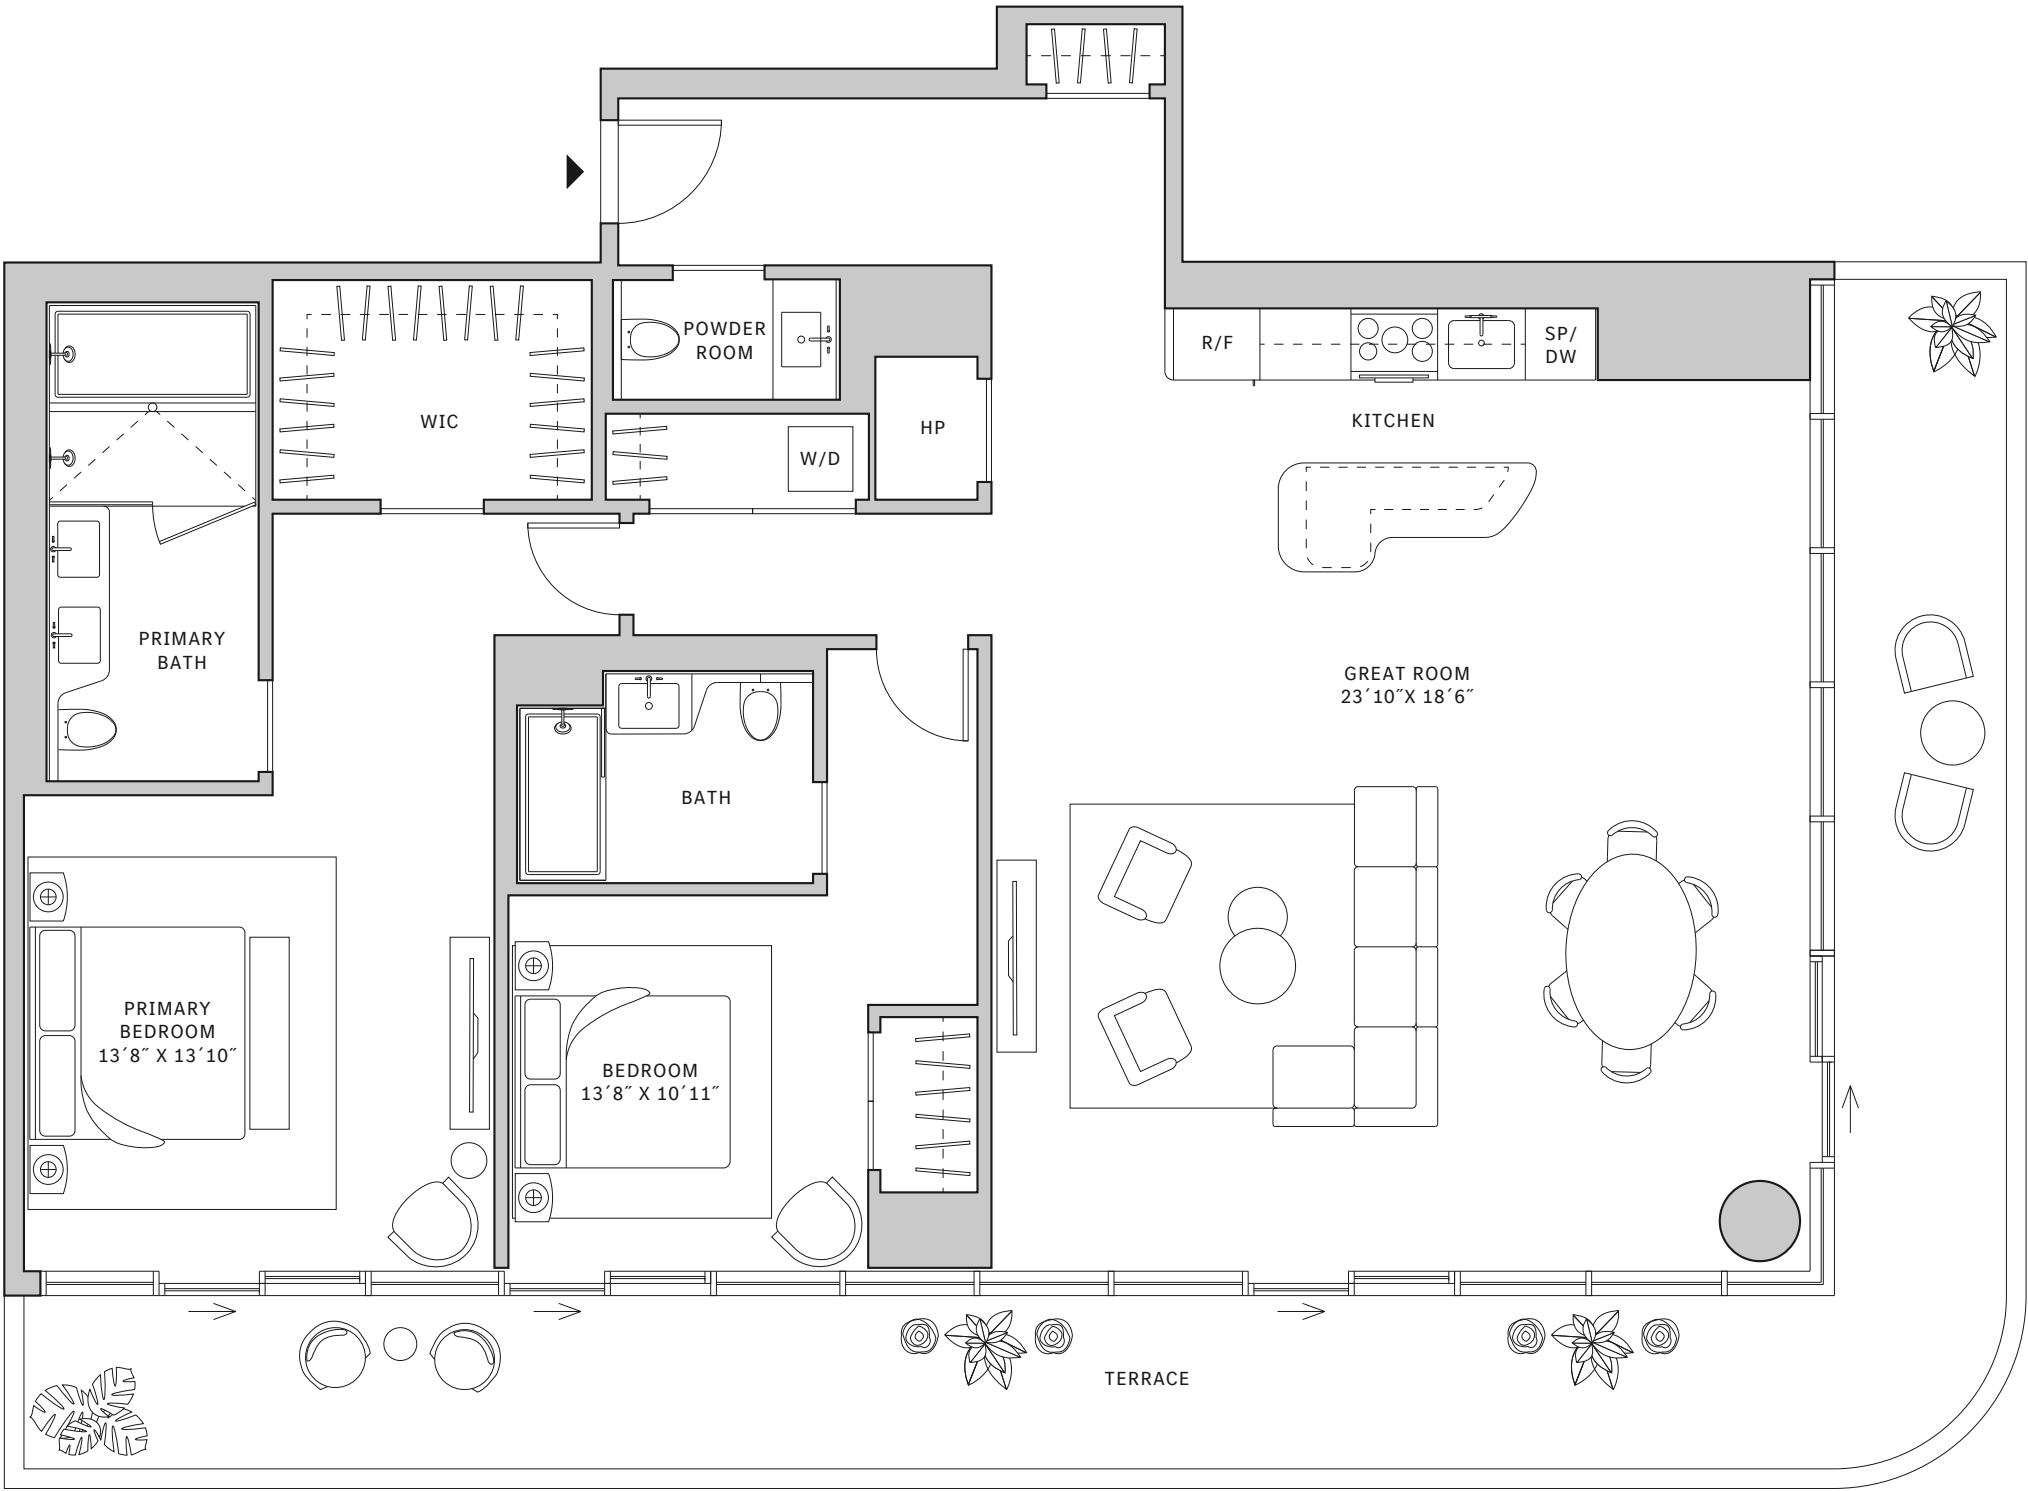 POWDER
ROOM
R/F
SP/
DW
WIC
HP
KITCHEN
W/D
PRIMARY
BATH
GREAT ROOM
23´10˝X 18´6˝
BATH
PRIMARY
BEDROOM
13´8˝ X 13´10˝
BEDROOM
13´8˝ X 10´11˝
TERRACE